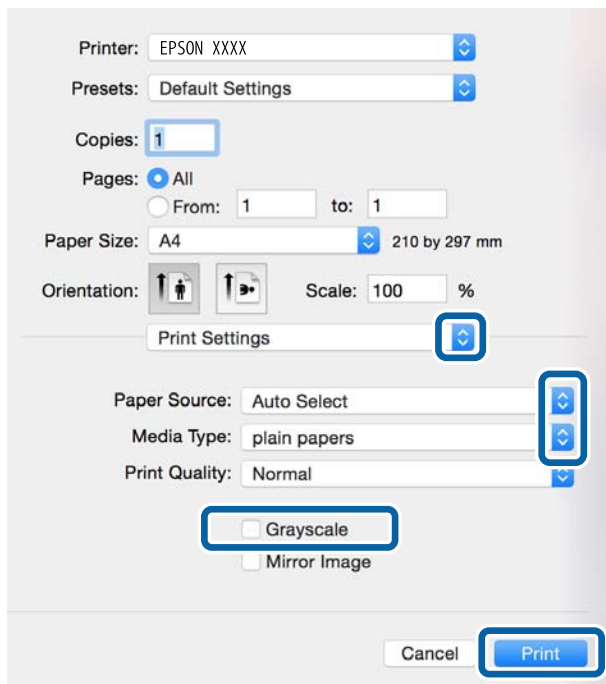 Printer: EPSON XXXX
Presets: Default Settings
Copies: 1
Pages: All
From: 1 to: 1
Paper Size: A4 210 by 297 mm
Orientation: Scale: 100 %
Print Settings
Paper Source: Auto Select
Media Type: plain papers
Print Quality: Normal
Grayscale
Mirror Image
Cancel Print